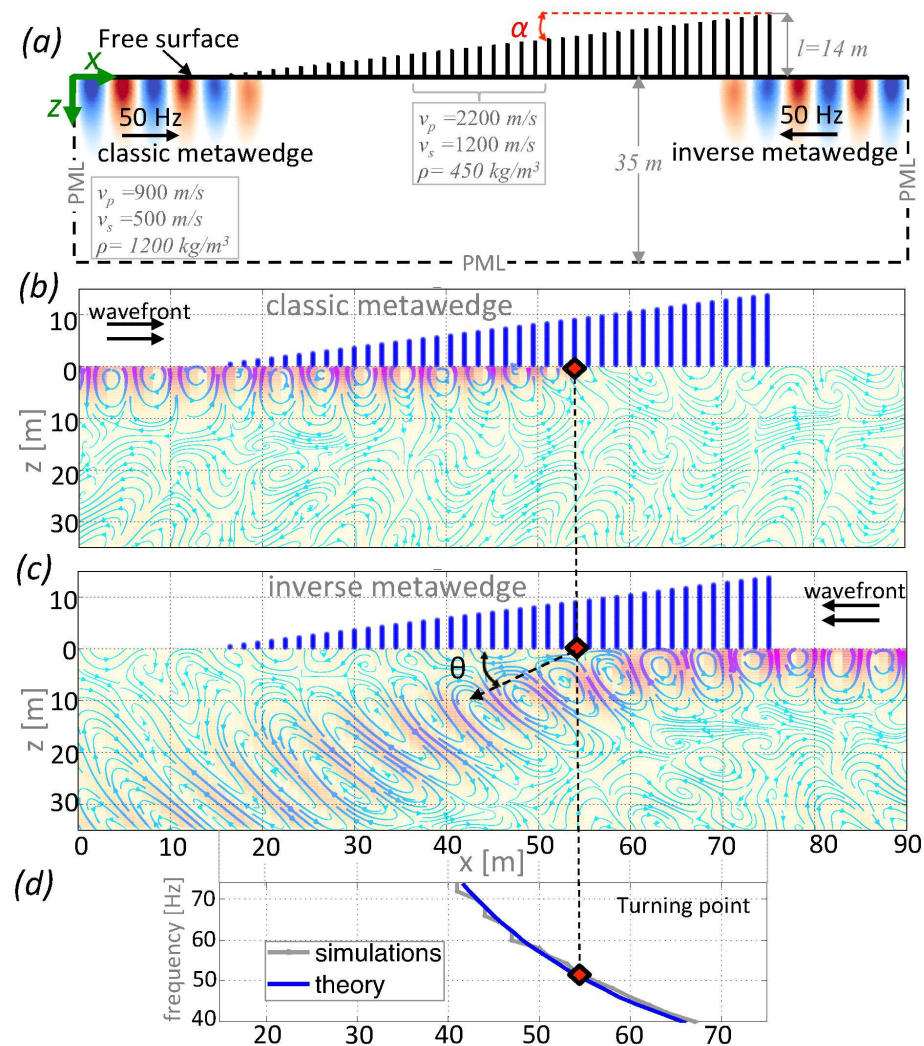 (a)
Free surface
α
l=14 m
x
z
50 Hz
classic metawedge
v_p =2200 m/s
v_s =1200 m/s
ρ= 450 kg/m³
35 m
50 Hz
inverse metawedge
PML
v_p =900 m/s
v_s =500 m/s
ρ= 1200 kg/m³
PML
PML
(b)
wavefront
classic metawedge
10
0
10
20
30
z [m]
(c)
inverse metawedge
wavefront
10
0
10
20
30
z [m]
θ
0 10 20 30 40 50 60 70 80 90
x [m]
(d)
frequency [Hz]
70
60
50
40
Turning point
simulations
theory
15 20 30 40 50 70